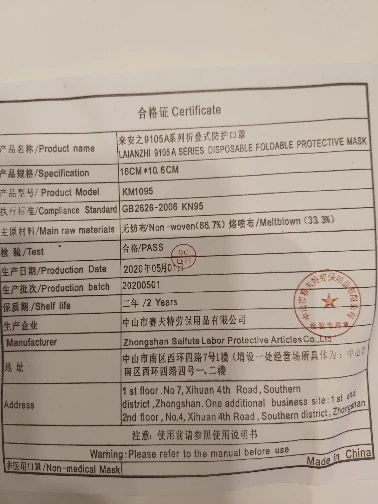 合格证 Certificate
产品名称/Product name 来安之9105A系列折叠式防护口罩
LAIANZHI 9105A SERIES DISPOSABLE FOLDABLE PROTECTIVE MASK
产品规格/Specification 16CM*10.6CM
产品型号/ Product Model KM1095
执行标准/Compliance Standard GB2626-2006 KN95
主质材料/Main raw materials 无纺布/Non-woven(66.7%) 熔喷布/Meltblown (33.3%)
检 验/Test 合格/PASS
QC
生产日期/Production Date 2020年05月0
生产批次/Production batch 20200501
保质期/Shelf life 二年/2 Years
生产企业 中山市赛夫特劳保用品有限公司
Manufacturer Zhongshan Saifute Labor Protective Articles Co.,Ltd
地 址 中山市南区西环四路7号1楼(增设一处经营场所具体为:中山市
南区西环四路四号一、二楼
Address 1 st floor, No.7, Xihuan 4th Road, Southern
district, Zhongshan. One additional business site: 1 st and
2nd floor, No.4, Xihuan 4th Road, Southern district, Zhongshan
注意: 使用前请参照使用说明书
Warning: Please refer to the manual before use
非医用口罩/Non-medical Mask Made in China